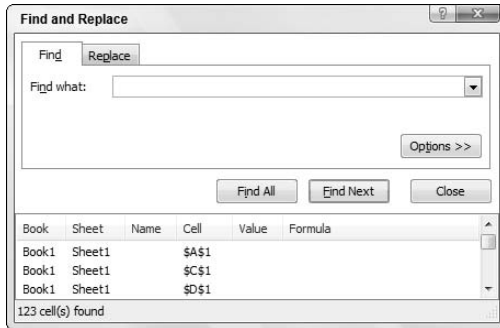 Find and Replace
Find Replace
Find what:
Options >>
Find All Find Next Close
Book Sheet Name Cell Value Formula
Book1 Sheet1 $A$1
Book1 Sheet1 $C$1
Book1 Sheet1 $D$1
123 cell(s) found